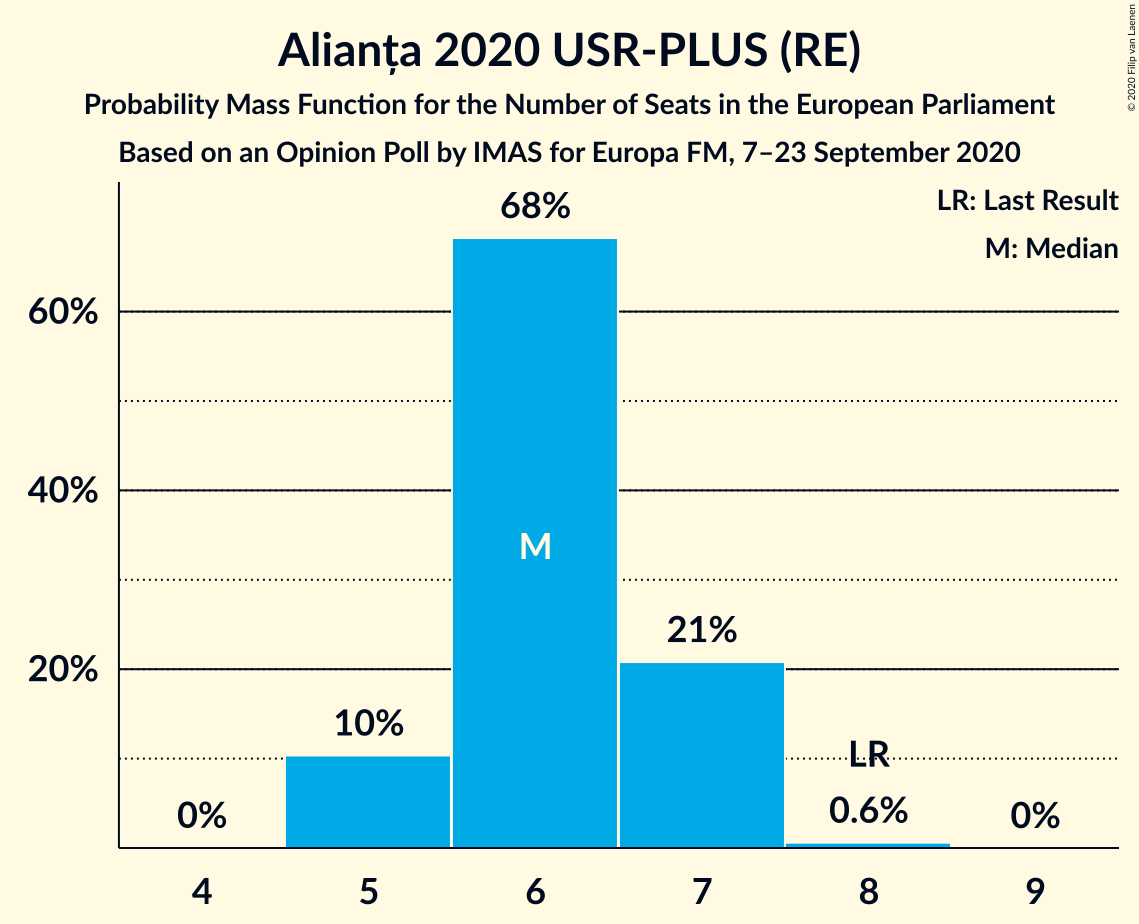 Alianța 2020 USR-PLUS (RE)
Probability Mass Function for the Number of Seats in the European Parliament
Based on an Opinion Poll by IMAS for Europa FM, 7–23 September 2020
© 2020 Filip van Laenen
LR: Last Result
M: Median
68%
60%
40%
M
21%
20%
10%
LR
0%
0.6%
0%
4 5 6 7 8 9